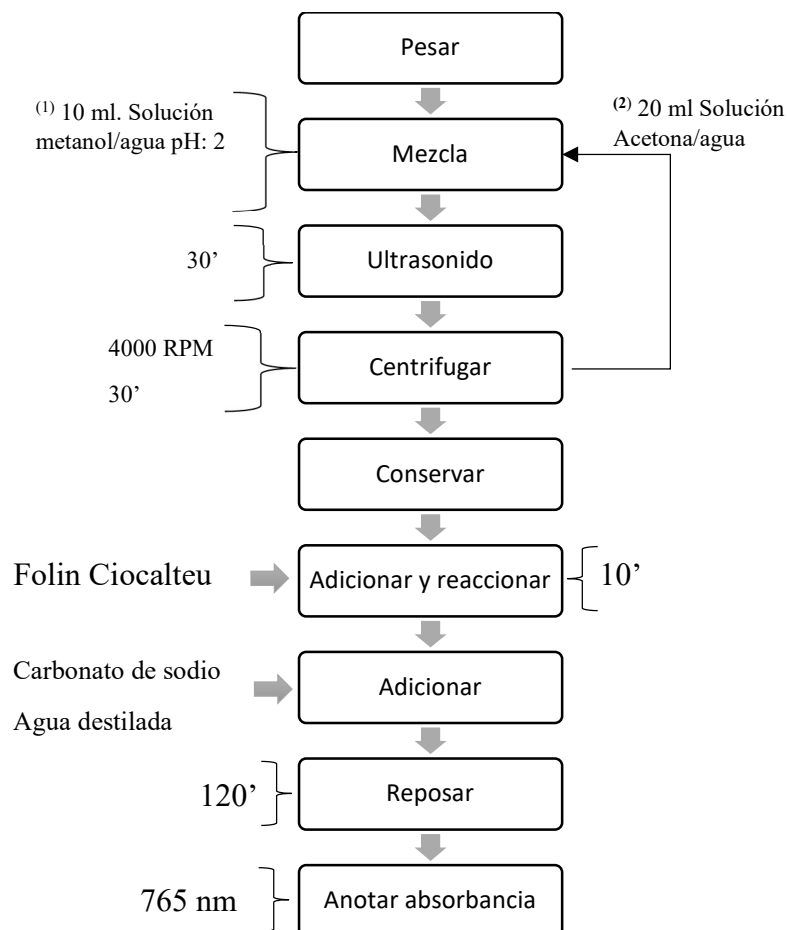 Pesar
(1) 10 ml. Solución
metanol/agua pH: 2
(2) 20 ml Solución
Acetona/agua
Mezcla
30’
Ultrasonido
4000 RPM
30’
Centrifugar
Conservar
Folin Ciocalteu
Adicionar y reaccionar
10’
Carbonato de sodio
Agua destilada
Adicionar
120’
Reposar
765 nm
Anotar absorbancia